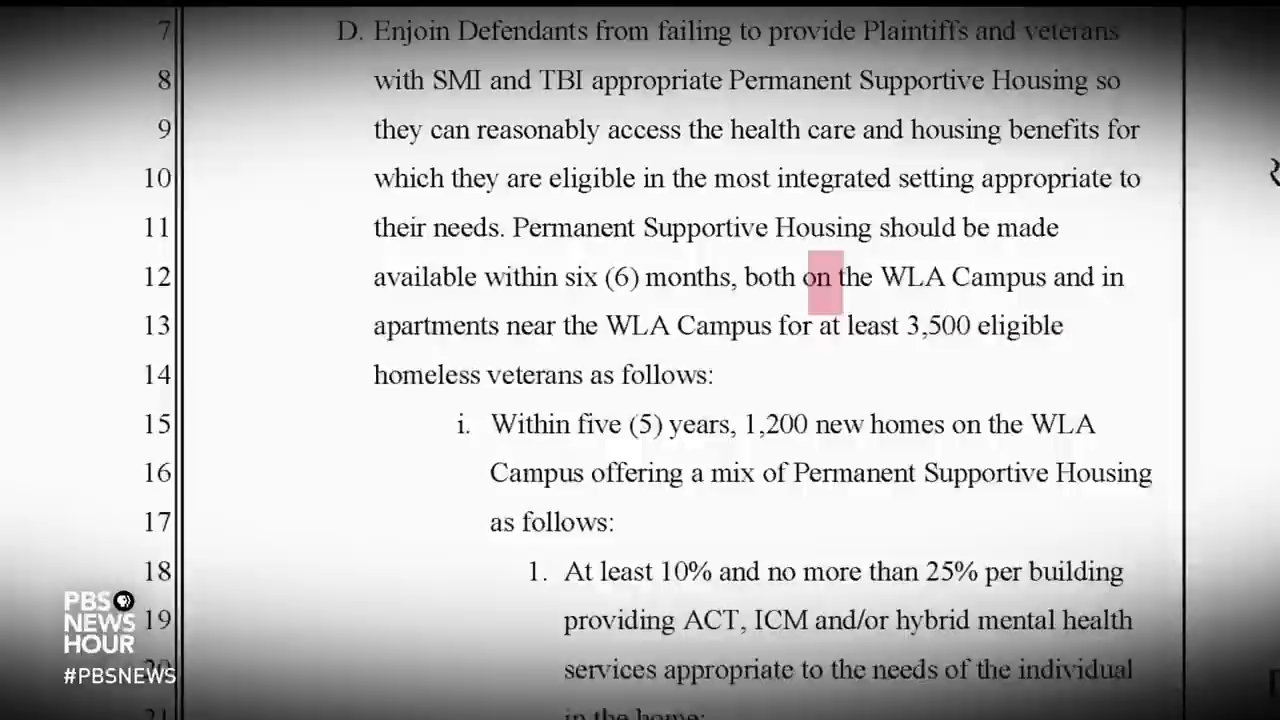 7 D. Enjoin Defendants from failing to provide Plaintiffs and veterans
8 with SMI and TBI appropriate Permanent Supportive Housing so
9 they can reasonably access the health care and housing benefits for
10 which they are eligible in the most integrated setting appropriate to
11 their needs. Permanent Supportive Housing should be made
12 available within six (6) months, both on the WLA Campus and in
13 apartments near the WLA Campus for at least 3,500 eligible
14 homeless veterans as follows:
15 i. Within five (5) years, 1,200 new homes on the WLA
16 Campus offering a mix of Permanent Supportive Housing
17 as follows:
18 1. At least 10% and no more than 25% per building
19 providing ACT, ICM and/or hybrid mental health
20 services appropriate to the needs of the individual
21 in the home:
PBS
NEWS
HOUR
#PBSNEWS